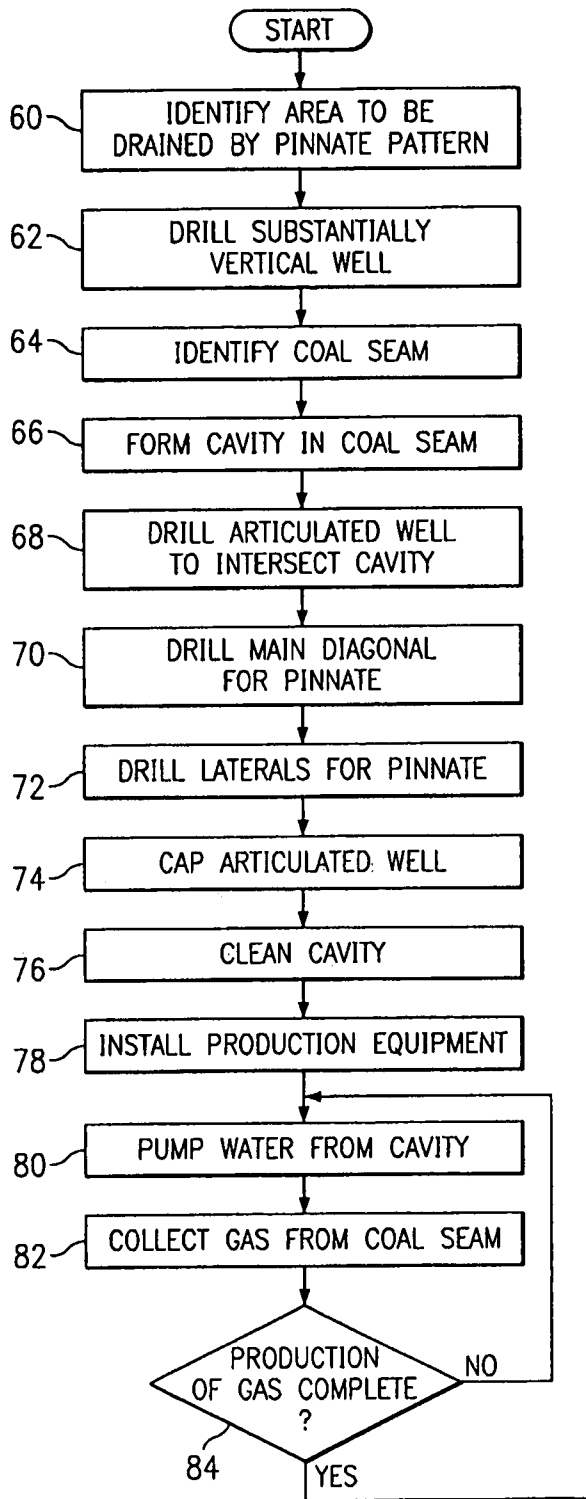 START
60
IDENTIFY AREA TO BE
DRAINED BY PINNATE PATTERN
62
DRILL SUBSTANTIALLY
VERTICAL WELL
64
IDENTIFY COAL SEAM
66
FORM CAVITY IN COAL SEAM
68
DRILL ARTICULATED WELL
TO INTERSECT CAVITY
70
DRILL MAIN DIAGONAL
FOR PINNATE
72
DRILL LATERALS FOR PINNATE
74
CAP ARTICULATED WELL
76
CLEAN CAVITY
78
INSTALL PRODUCTION EQUIPMENT
80
PUMP WATER FROM CAVITY
82
COLLECT GAS FROM COAL SEAM
PRODUCTION
OF GAS COMPLETE
?
NO
84
YES